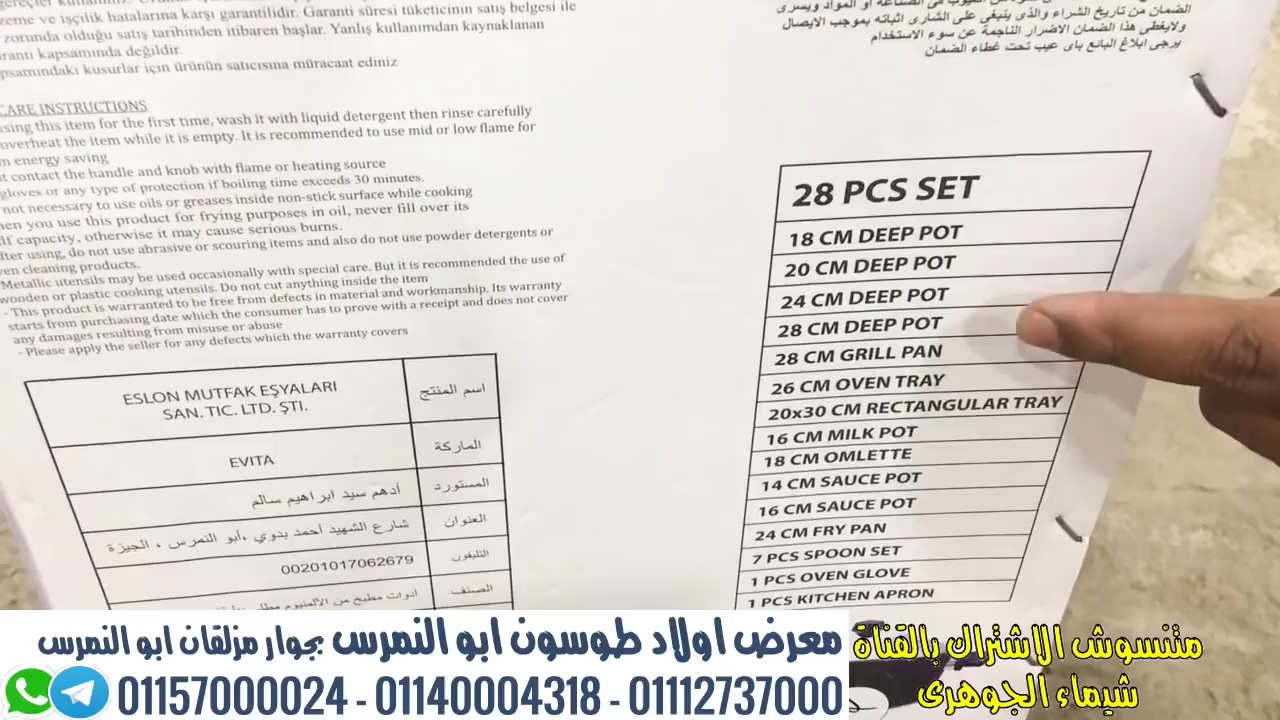 zeme ve işçilik hatalarına karşı garantilidir. Garanti süresi tüketicinin satış belgesi ile
zorunda olduğu satış tarihinden itibaren başlar. Yanlış kullanımdan kaynaklanan
kapsamında değildir.
psamındaki kusurlar için ürünün satıcısına müracaat ediniz
CARE INSTRUCTIONS
using this item for the first time, wash it with liquid detergent then rinse carefully
overheat the item while it is empty. It is recommended to use mid or low flame for
m energy saving
t contact the handle and knob with flame or heating source
gloves or any type of protection if boiling time exceeds 30 minutes.
not necessary to use oils or greases inside non-stick surface while cooking
hen you use this product for frying purposes in oil, never fill over its
lf capacity, otherwise it may cause serious burns.
fter using, do not use abrasive or scouring items and also do not use powder detergents or
en cleaning products.
Metallic utensils may be used occasionally with special care. But it is recommended the use of
wooden or plastic cooking utensils. Do not cut anything inside the item
- This product is warranted to be free from defects in material and workmanship. Its warranty
starts from purchasing date which the consumer has to prove with a receipt and does not cover
any damages resulting from misuse or abuse
- Please apply the seller for any defects which the warranty covers
الضمان من تاريخ الشراء والذى ينبغى على الشارى اثباته بموجب الايصال
ولايغطى هذا الضمان الاضرار الناجمة عن سوء الاستخدام
يرجى ابلاغ البائع باى عيب تحت غطاء الضمان
28 PCS SET
18 CM DEEP POT
20 CM DEEP POT
24 CM DEEP POT
28 CM DEEP POT
28 CM GRILL PAN
26 CM OVEN TRAY
20x30 CM RECTANGULAR TRAY
16 CM MILK POT
18 CM OMLETTE
14 CM SAUCE POT
16 CM SAUCE POT
24 CM FRY PAN
7 PCS SPOON SET
1 PCS OVEN GLOVE
1 PCS KITCHEN APRON
اسم المنتج ESLON MUTFAK EŞYALARI
SAN. TIC. LTD. ŞTI.
الماركة EVITA
المستورد أدهم سيد ابراهيم سالم
العنوان شارع الشهيد أحمد بدوي ،أبو النمرس ، الجيزة
التليفون 00201017062679
الصنف ادوات مطبخ من الألمنيوم
معرض اولاد طوسون ابو النمرس بجوار مزلقان ابو النمرس
01157000024 - 01140004318 - 01112737000
متنسوش الاشتراك بالقناة
شيماء الجوهرى